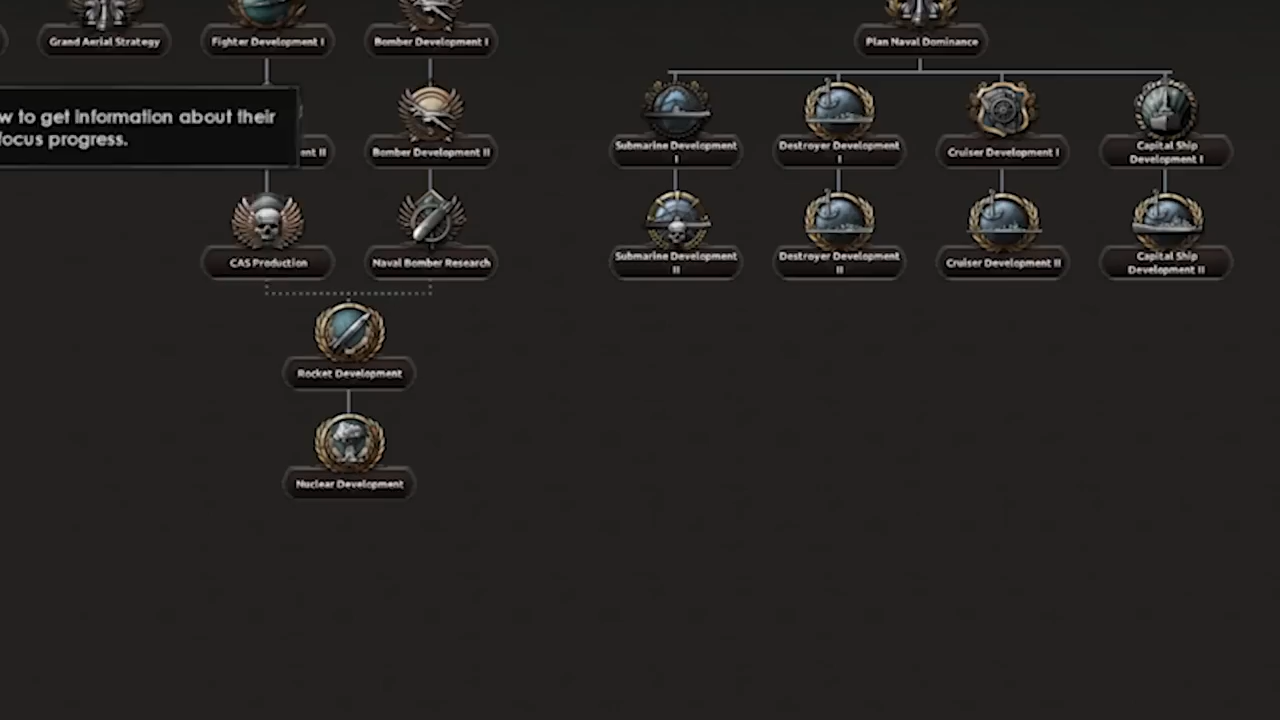 Grand Aerial Strategy
Fighter Development I
Bomber Development I
Plan Naval Dominance
w to get information about their
focus progress.
nt II
Bomber Development II
Submarine Development
I
Destroyer Development
I
Cruiser Development I
Capital Ship
Development I
CAS Production
Naval Bomber Research
Submarine Development
II
Destroyer Development
II
Cruiser Development II
Capital Ship
Development II
Rocket Development
Nuclear Development